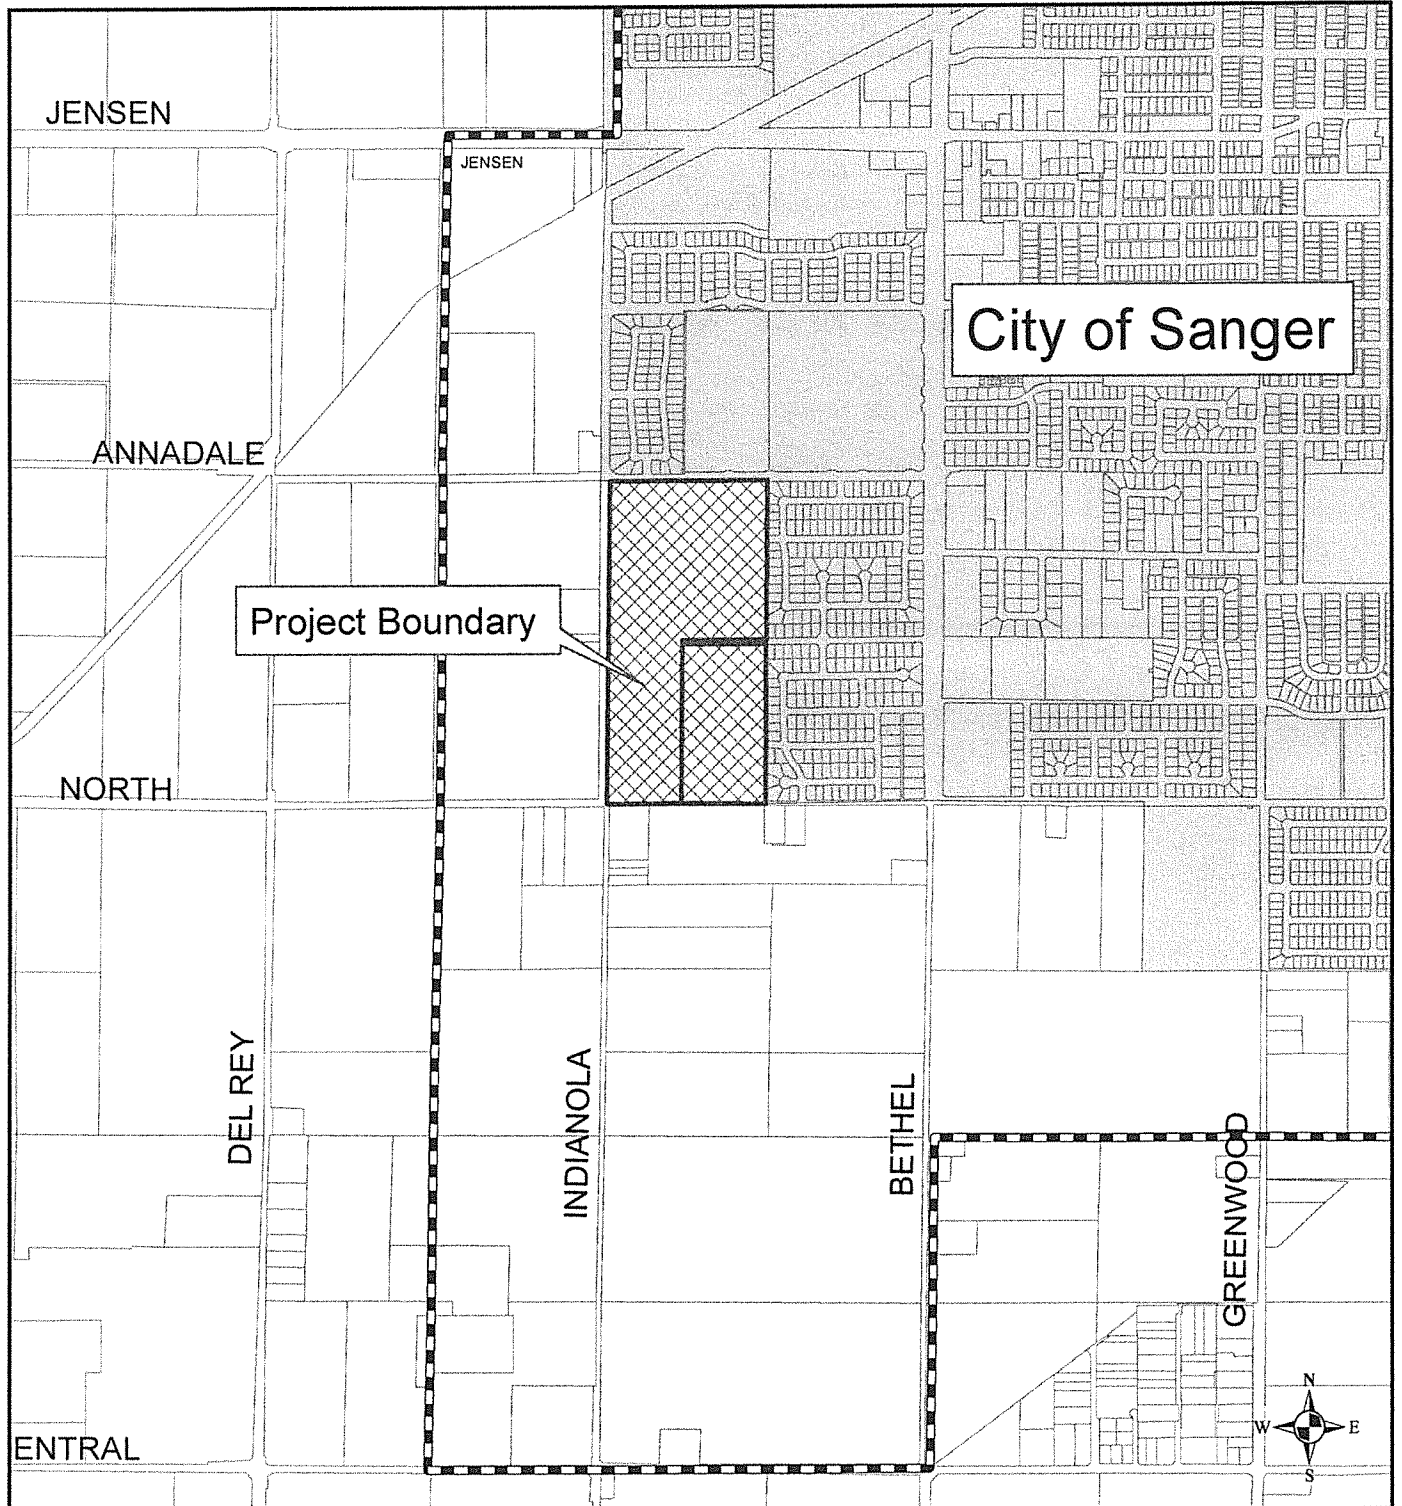 JENSEN
JENSEN
City of Sanger
ANNADALE
Project Boundary
NORTH
DEL REY
INDIANOLA
BETHEL
GREENWOOD
N
W E
S
ENTRAL